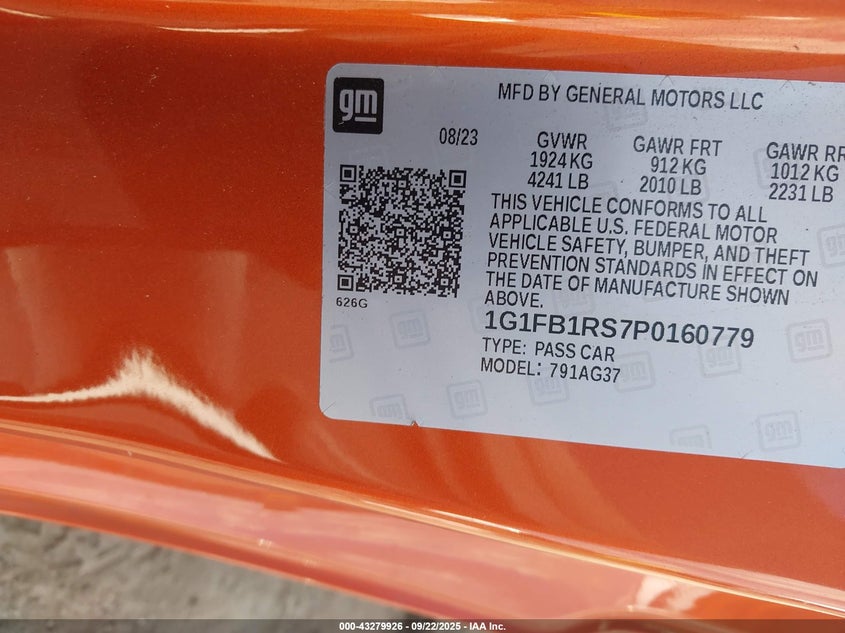 gm
MFD BY GENERAL MOTORS LLC
08/23
GVWR
1924 KG
4241 LB
GAWR FRT
912 KG
2010 LB
GAWR RR
1012 KG
2231 LB
THIS VEHICLE CONFORMS TO ALL
APPLICABLE U.S. FEDERAL MOTOR
VEHICLE SAFETY, BUMPER, AND THEFT
PREVENTION STANDARDS IN EFFECT ON
THE DATE OF MANUFACTURE SHOWN
ABOVE.
626G
1G1FB1RS7P0160779
TYPE: PASS CAR
MODEL: 791AG37
000-43279926 - 09/22/2025 - IAA Inc.